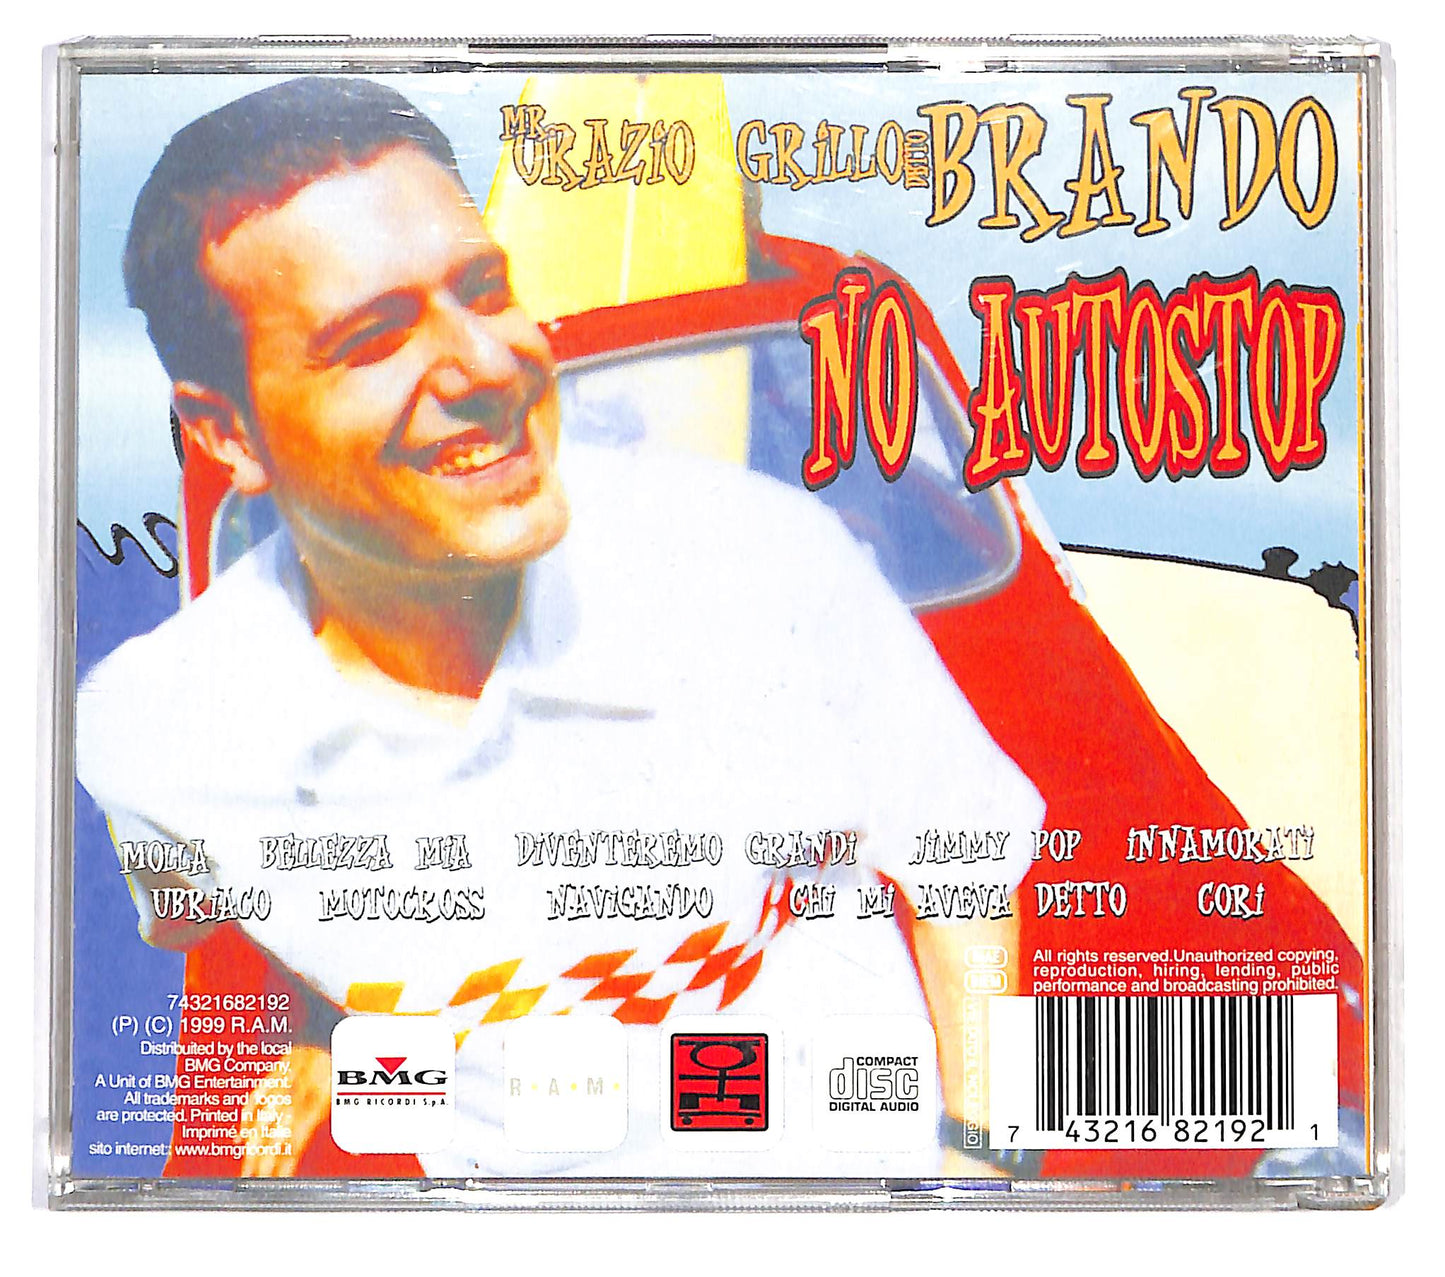 MR. ORAZIO GRiLLO DETTO BRANDO
NO AUTOSTOP
MOLLA BELLEZZA MiA DiVENTEREMO GRANDi JiMMY POP iNNAMORATi
UBRiACO MOTOCROSS NAViGANDO CHi Mi AVEVA DETTO CORi
All rights reserved.Unauthorized copying,
reproduction, hiring, lending, public
performance and broadcasting prohibited.
74321682192
(P) (C) 1999 R.A.M.
Distribuited by the local
BMG Company.
A Unit of BMG Entertainment.
All trademarks and logos
are protected. Printed in Italy -
Imprimé en Italie
sito internet:: www.bmgricordi.it
BMG
BMG RICORDI S.p.A.
R·A·M·
COMPACT
disc
DIGITAL AUDIO
BIEM
7 43216 82192 1